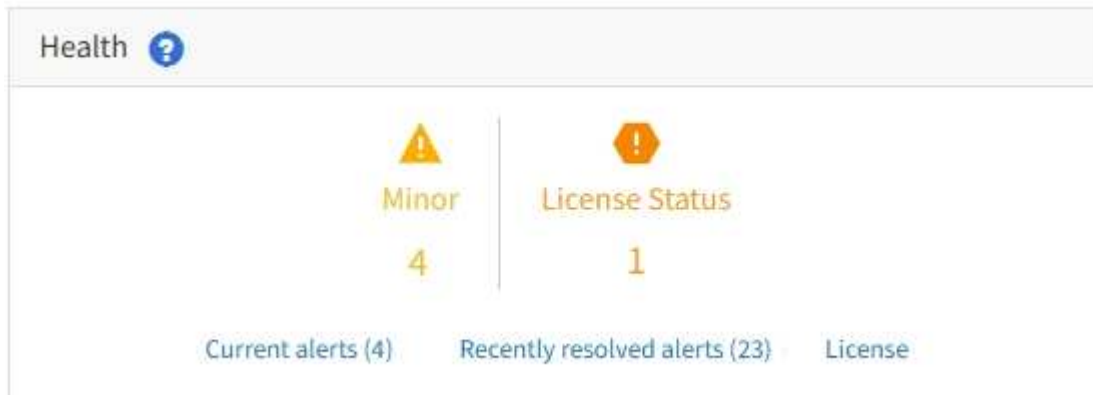 Health
Minor License Status
4 1
Current alerts (4) Recently resolved alerts (23) License